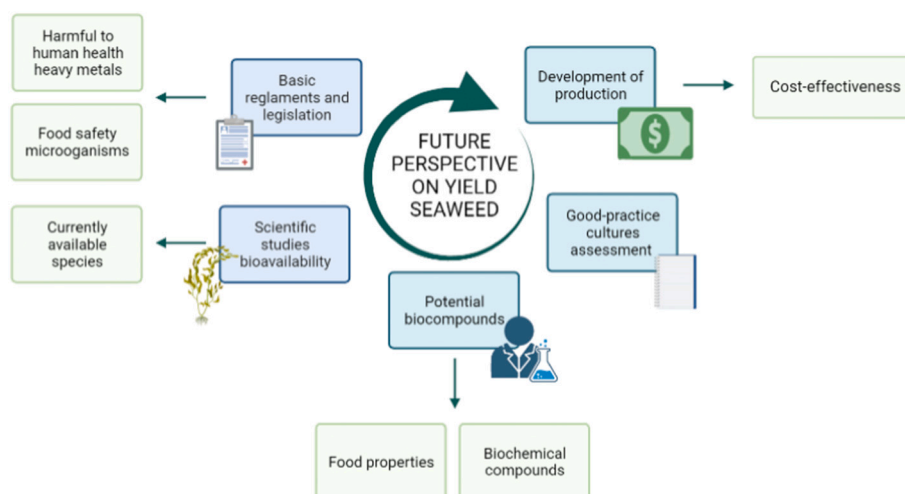 Harmful to
human health
heavy metals
Food safety
microoganisms
Currently
available
species
Basic
reglaments and
legislation
Scientific
studies
bioavailability
FUTURE
PERSPECTIVE
ON YIELD
SEAWEED
Development of
production
$
Cost-effectiveness
Good-practice
cultures
assessment
Potential
biocompounds
Food properties
Biochemical
compounds